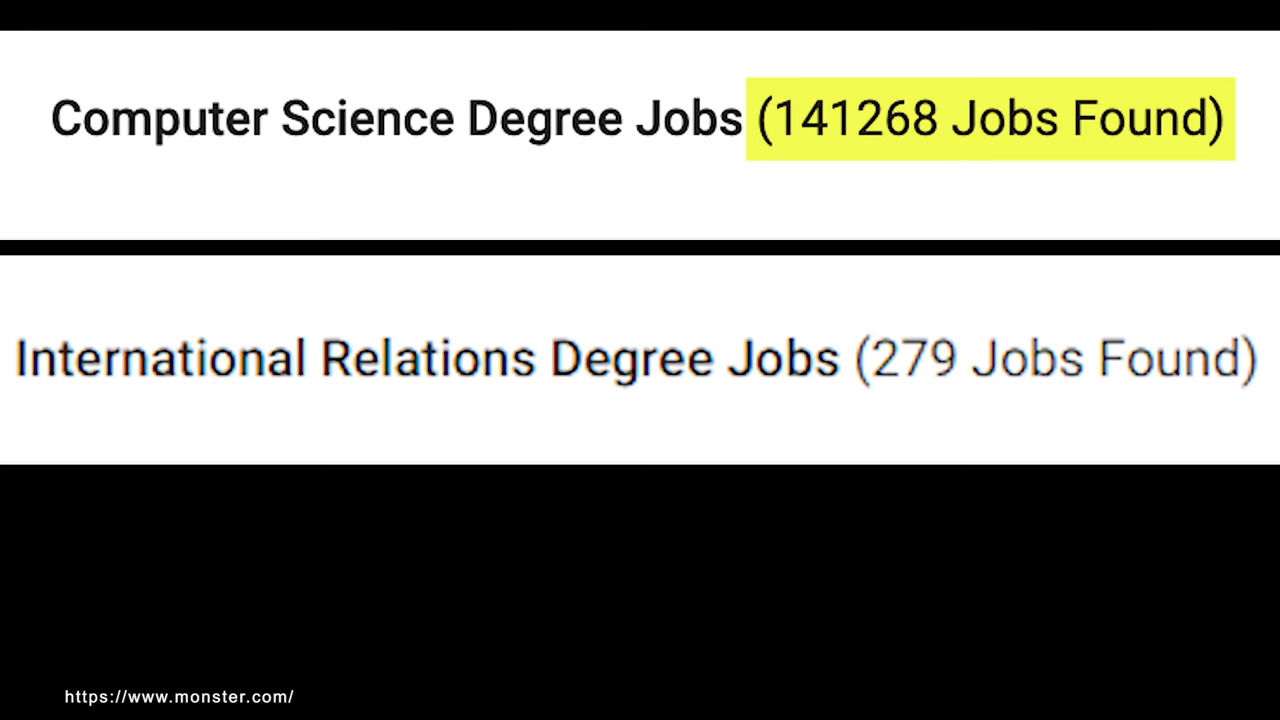 Computer Science Degree Jobs (141268 Jobs Found)
International Relations Degree Jobs (279 Jobs Found)
https://www.monster.com/